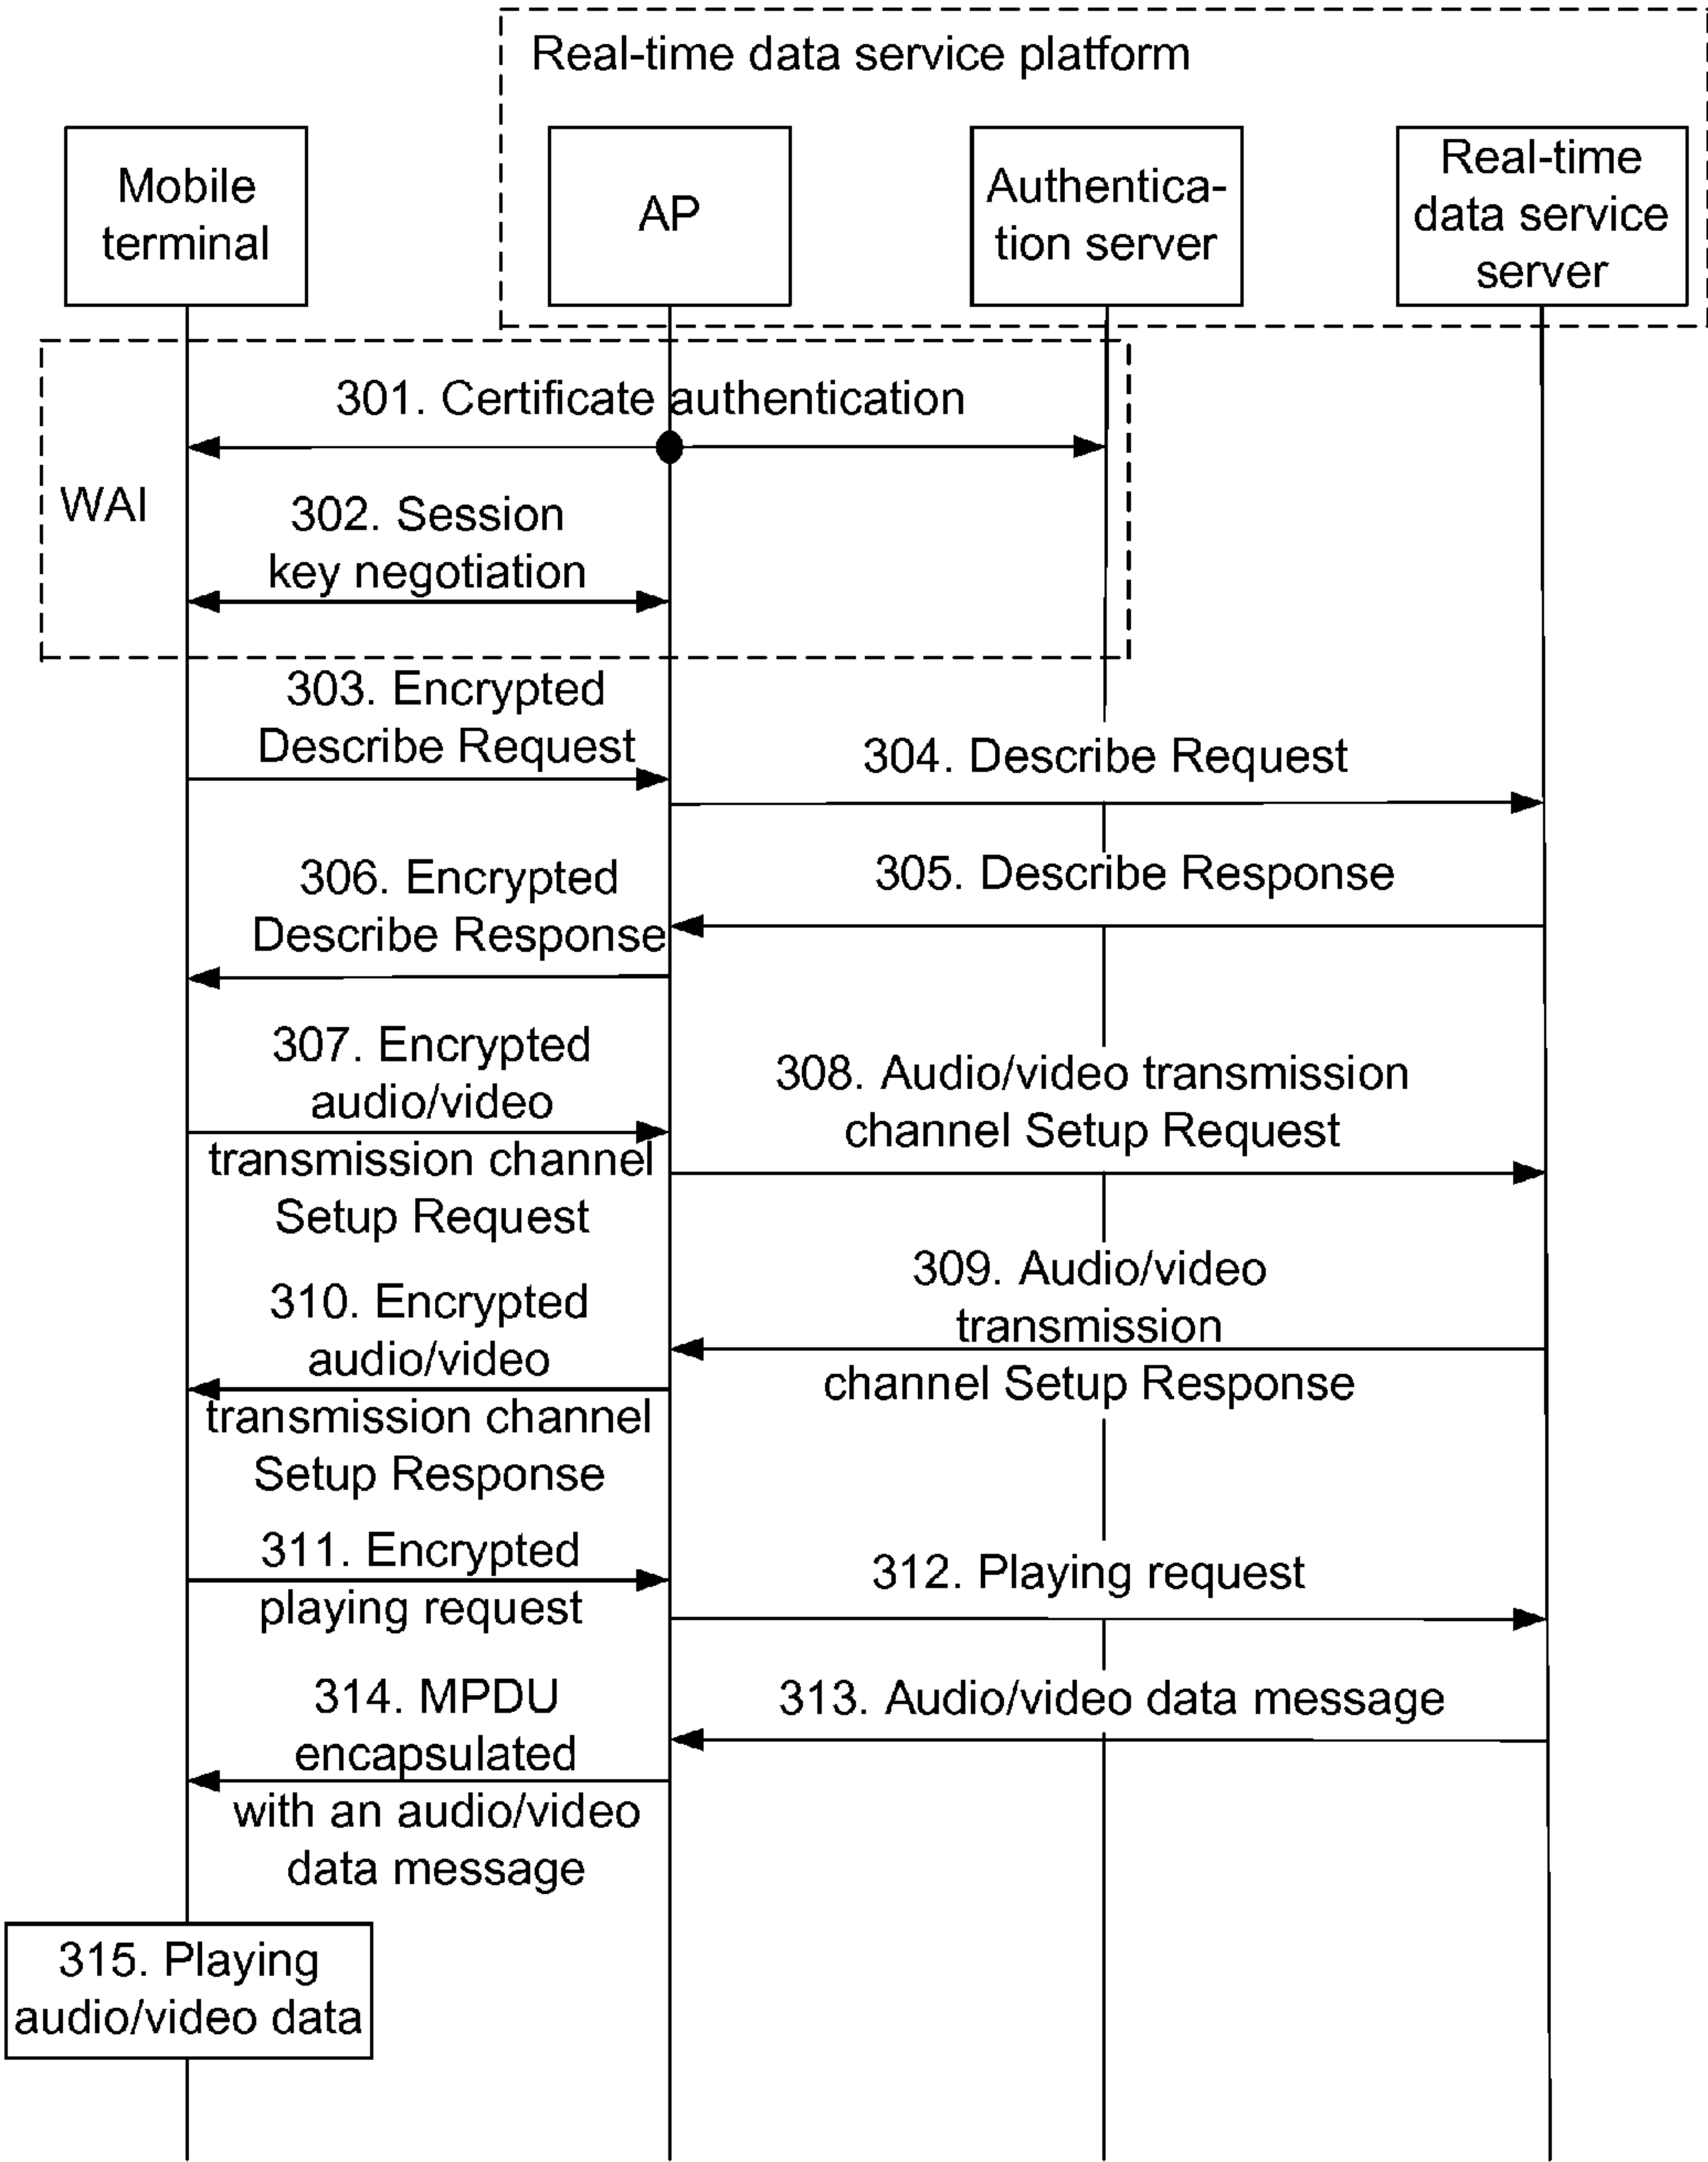 Real-time data service platform
Mobile
terminal
AP
Authentica-
tion server
Real-time
data service
server
WAI
301. Certificate authentication
302. Session
key negotiation
303. Encrypted
Describe Request
304. Describe Request
305. Describe Response
306. Encrypted
Describe Response
307. Encrypted
audio/video
transmission channel
Setup Request
308. Audio/video transmission
channel Setup Request
309. Audio/video
transmission
channel Setup Response
310. Encrypted
audio/video
transmission channel
Setup Response
311. Encrypted
playing request
312. Playing request
313. Audio/video data message
314. MPDU
encapsulated
with an audio/video
data message
315. Playing
audio/video data